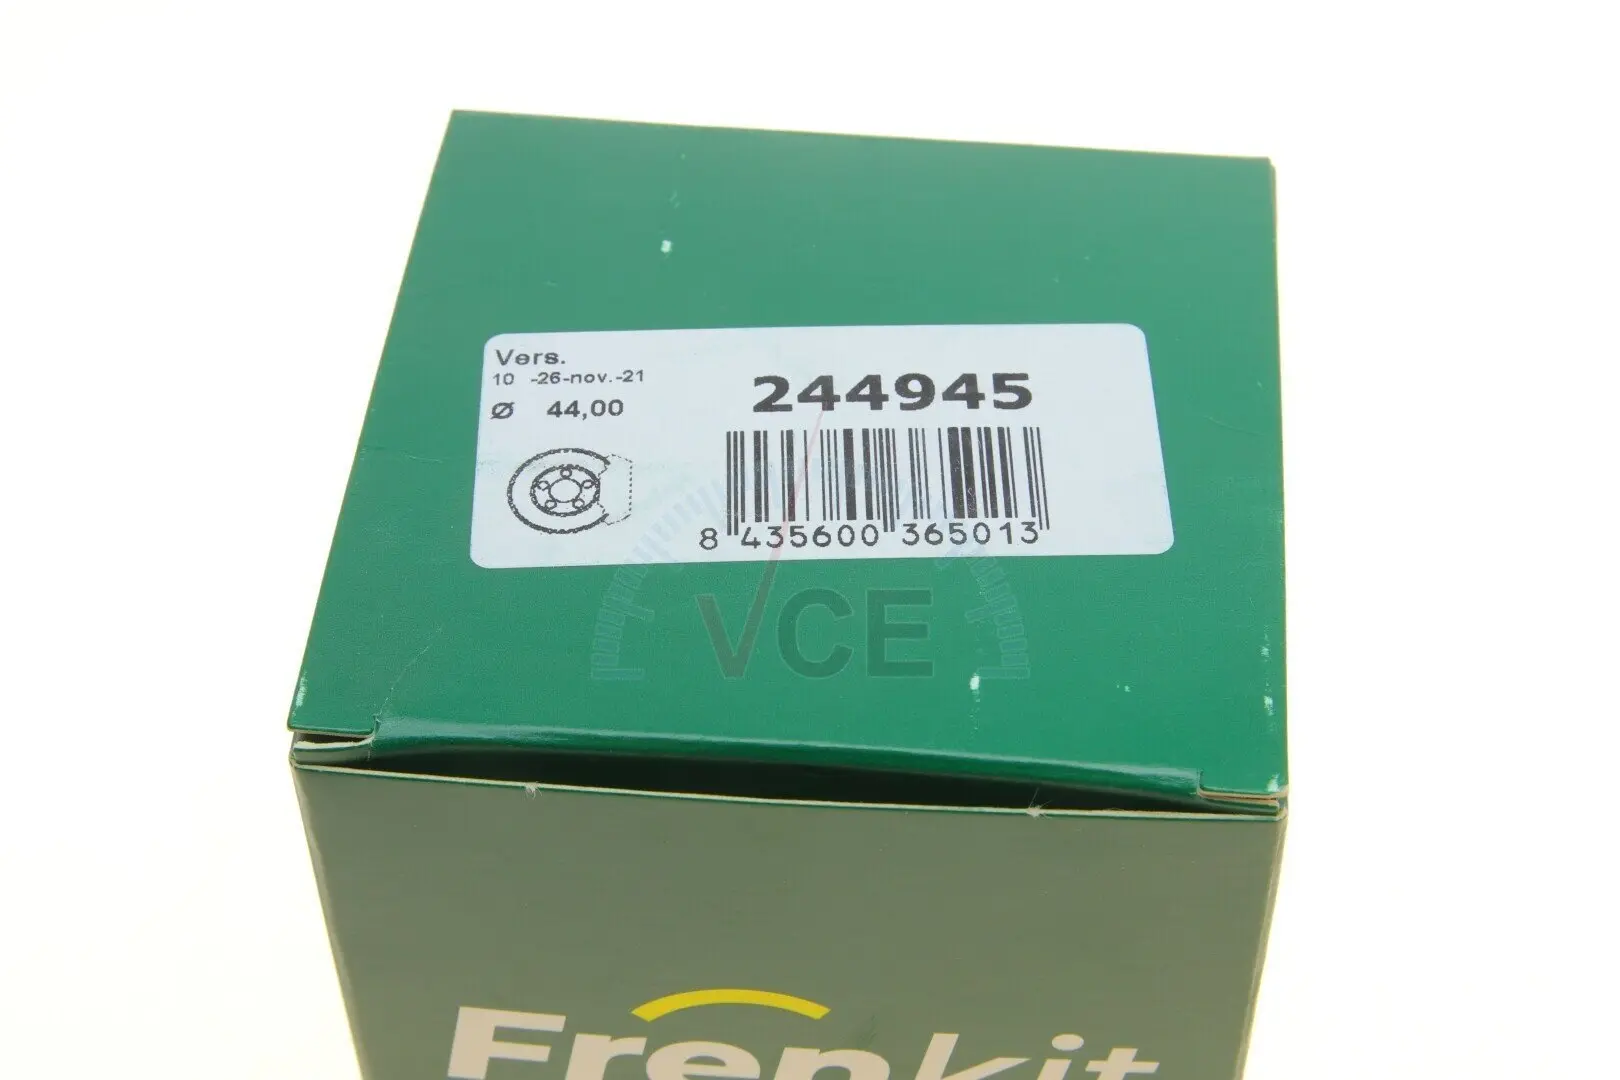 Vers.
10 -26-nov.-21
Ø 44,00
244945
8 435600 365013
VCE
Frenkit